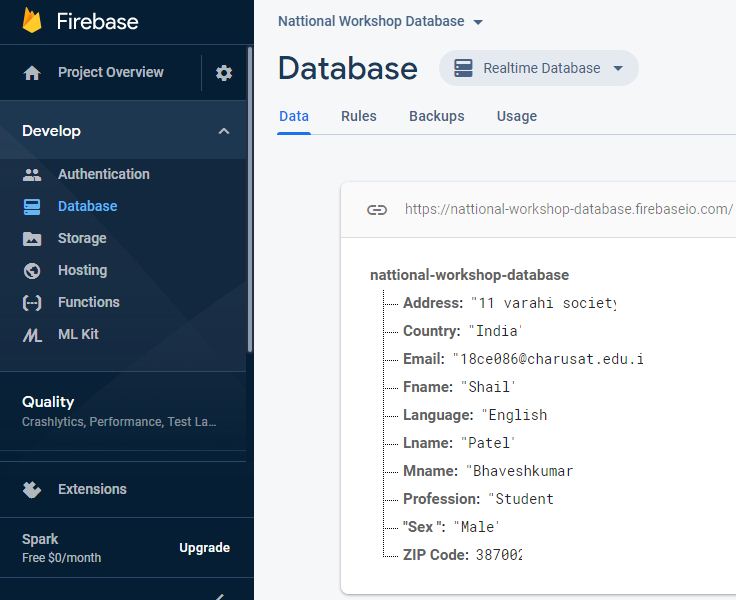 Firebase
Project Overview
Develop
Authentication
Database
Storage
Hosting
Functions
ML Kit
Quality
Crashlytics, Performance, Test La...
Extensions
Spark
Free $0/month
Upgrade
Nattional Workshop Database
Database
Realtime Database
Data Rules Backups Usage
https://nattional-workshop-database.firebaseio.com/
nattional-workshop-database
Address: "11 varahi society
Country: "India"
Email: "18ce086@charusat.edu.i
Fname: "Shail"
Language: "English
Lname: "Patel"
Mname: "Bhaveshkumar
Profession: "Student
"Sex ": "Male"
ZIP Code: 387002